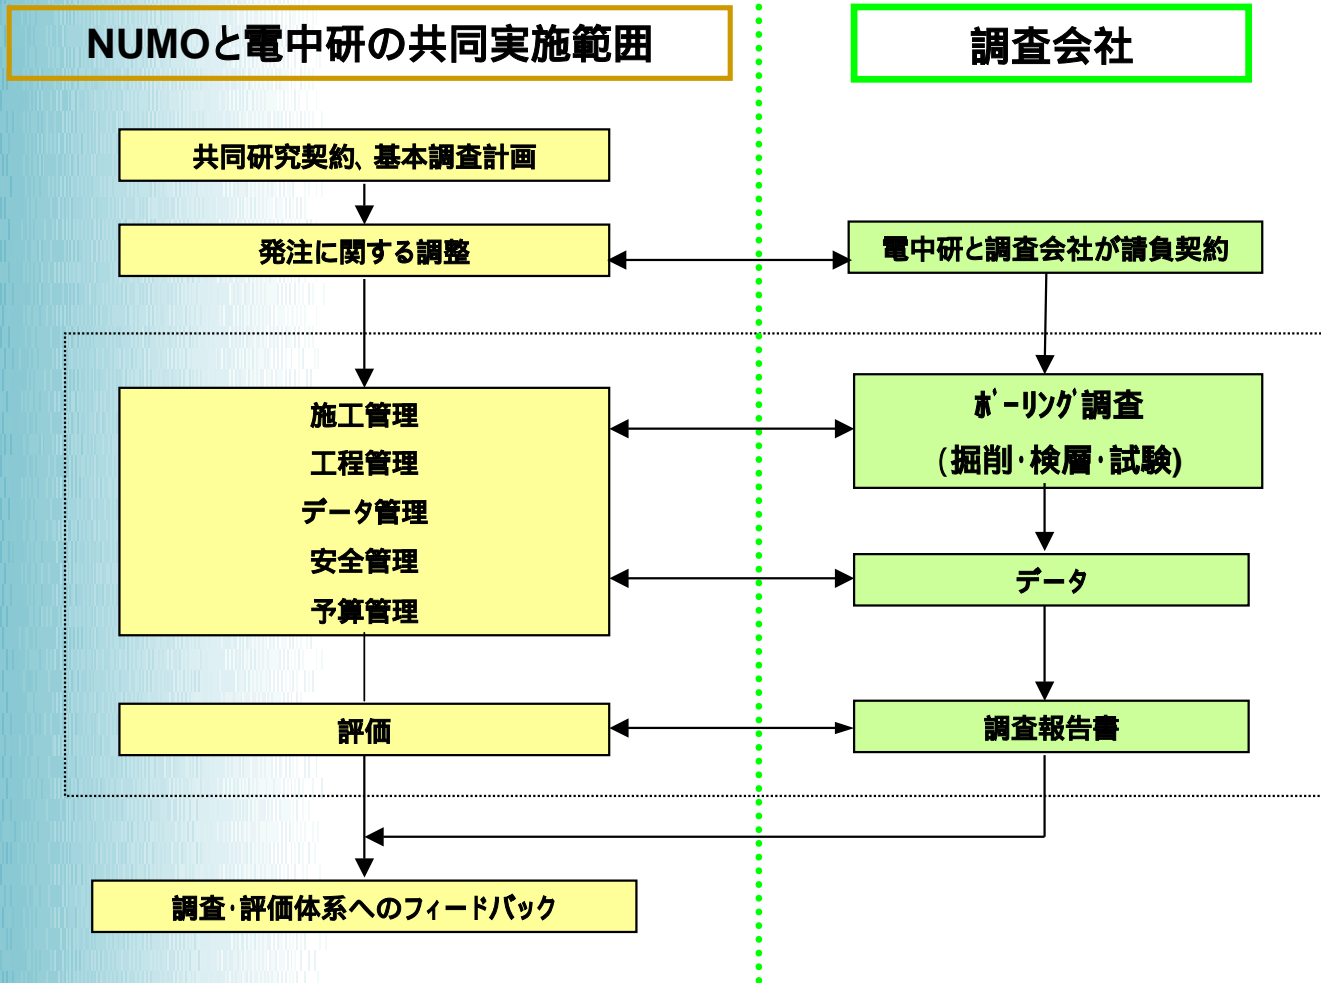 NUMOと電中研の共同実施範囲
調査会社
共同研究契約、基本調査計画
発注に関する調整
電中研と調査会社が請負契約
施工管理
工程管理
データ管理
安全管理
予算管理
ﾎﾞｰﾘﾝｸﾞ調査
(掘削･検層･試験)
データ
評価
調査報告書
調査･評価体系へのフィードバック